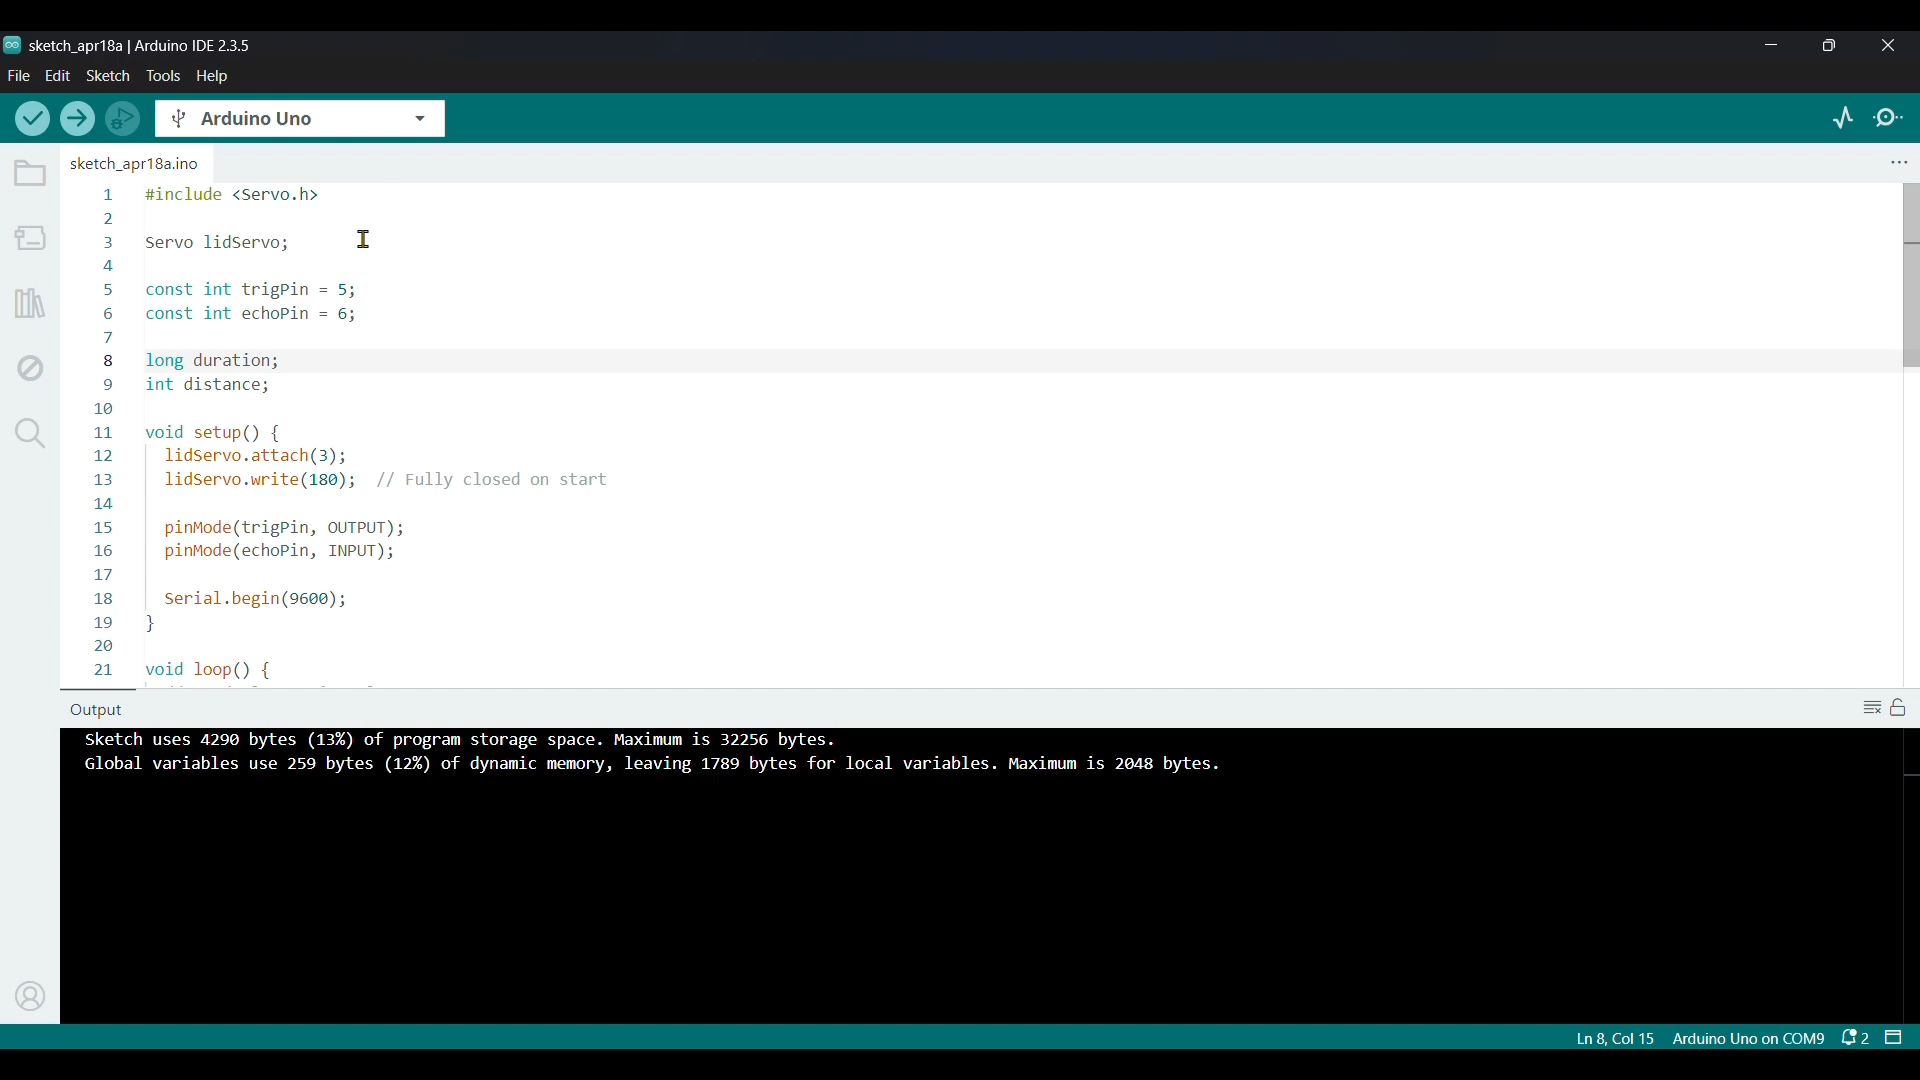 sketch_apr18a | Arduino IDE 2.3.5
File Edit Sketch Tools Help
Arduino Uno
sketch_apr18a.ino
1 #include <Servo.h>
2
3 Servo lidServo;
4
5 const int trigPin = 5;
6 const int echoPin = 6;
7
8 long duration;
9 int distance;
10
11 void setup() {
12 lidServo.attach(3);
13 lidServo.write(180); // Fully closed on start
14
15 pinMode(trigPin, OUTPUT);
16 pinMode(echoPin, INPUT);
17
18 Serial.begin(9600);
19 }
20
21 void loop() {
Output
Sketch uses 4290 bytes (13%) of program storage space. Maximum is 32256 bytes.
Global variables use 259 bytes (12%) of dynamic memory, leaving 1789 bytes for local variables. Maximum is 2048 bytes.
Ln 8, Col 15 Arduino Uno on COM9 2